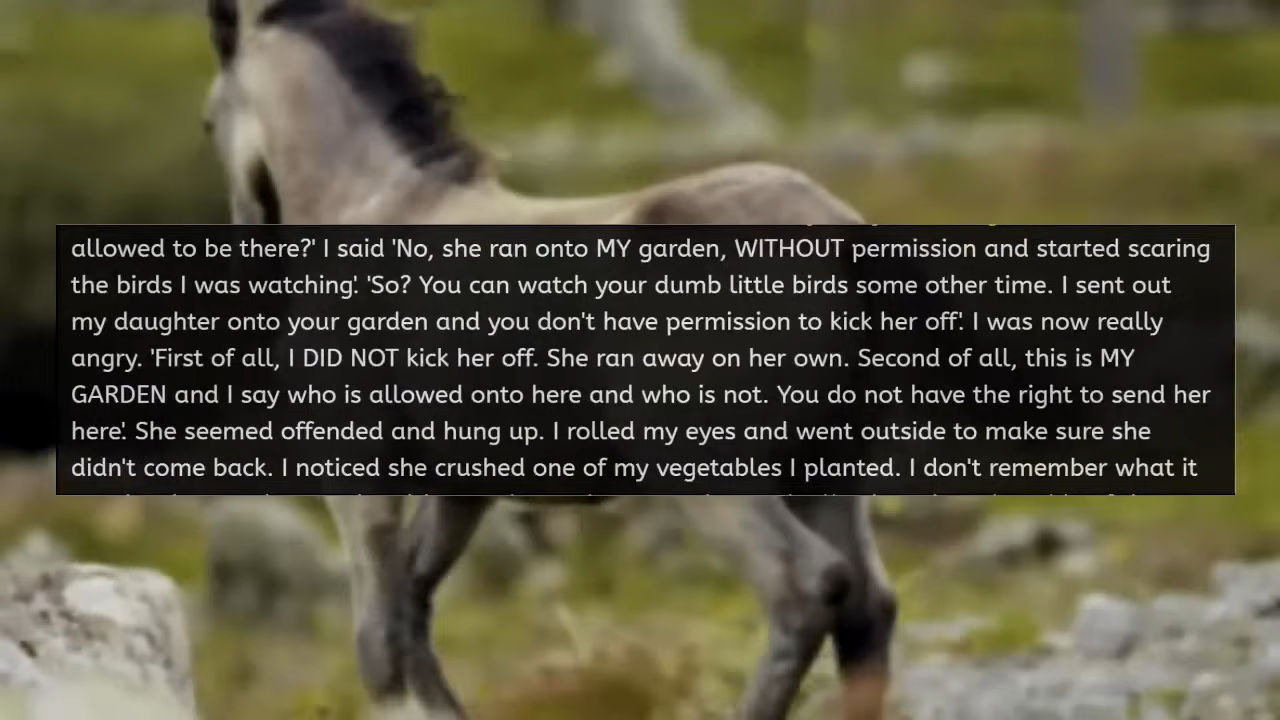 allowed to be there?' I said 'No, she ran onto MY garden, WITHOUT permission and started scaring
the birds I was watching'. 'So? You can watch your dumb little birds some other time. I sent out
my daughter onto your garden and you don't have permission to kick her off'. I was now really
angry. 'First of all, I DID NOT kick her off. She ran away on her own. Second of all, this is MY
GARDEN and I say who is allowed onto here and who is not. You do not have the right to send her
here'. She seemed offended and hung up. I rolled my eyes and went outside to make sure she
didn't come back. I noticed she crushed one of my vegetables I planted. I don't remember what it